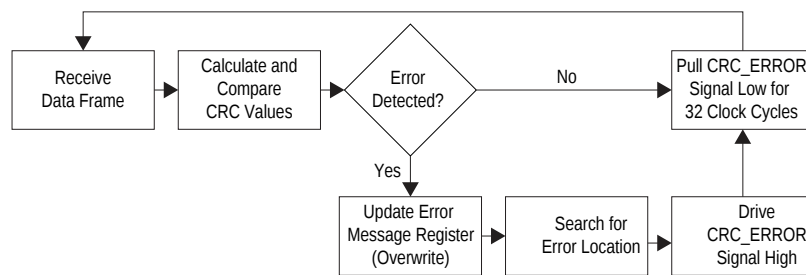 Receive
Data Frame
Calculate and
Compare
CRC Values
Error
Detected?
No
Pull CRC_ERROR
Signal Low for
32 Clock Cycles
Yes
Update Error
Message Register
(Overwrite)
Search for
Error Location
Drive
CRC_ERROR
Signal High